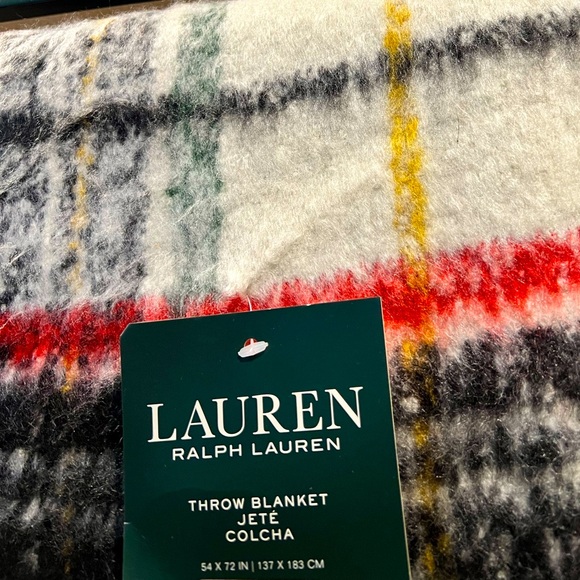 LAUREN
RALPH LAUREN
THROW BLANKET
JETÉ
COLCHA
54 X 72 IN | 137 X 183 CM